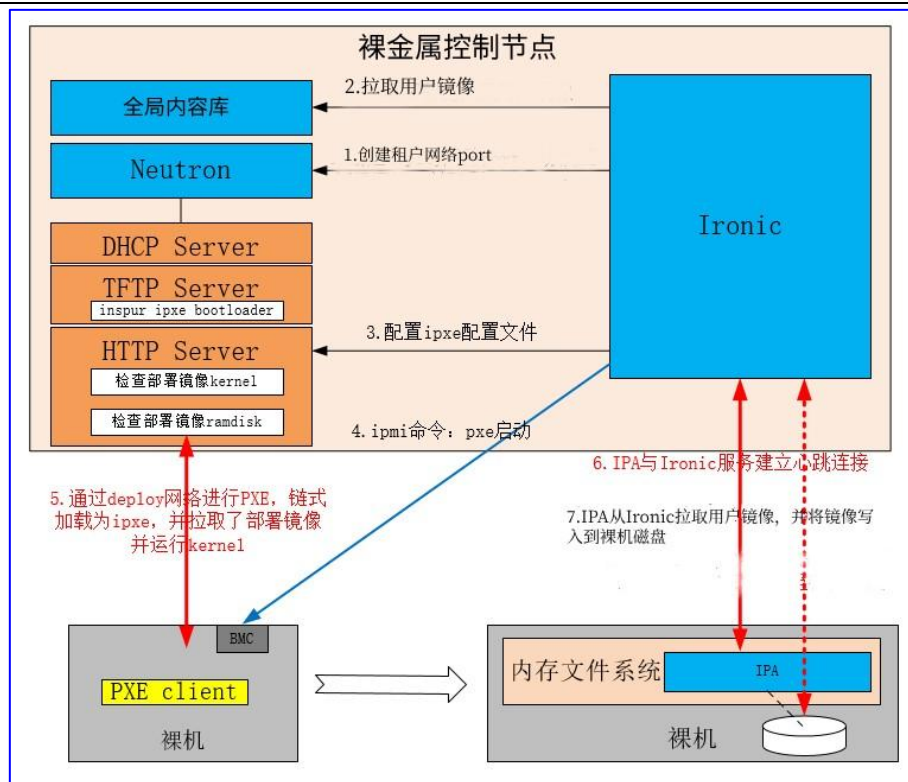 裸金属控制节点
2.拉取用户镜像
全局内容库
1.创建租户网络port
Neutron
Ironic
DHCP Server
TFTP Server
inspur ipxe bootloader
3.配置ipxe配置文件
HTTP Server
检查部署镜像kernel
检查部署镜像ramdisk
4.ipmi命令：pxe启动
6.IPA与Ironic服务建立心跳连接
5.通过deploy网络进行PXE，链式
加载为ipxe，并拉取了部署镜像
并运行kernel
7.IPA从Ironic拉取用户镜像，并将镜像写
入到裸机磁盘
BMC
PXE client
裸机
内存文件系统
IPA
裸机